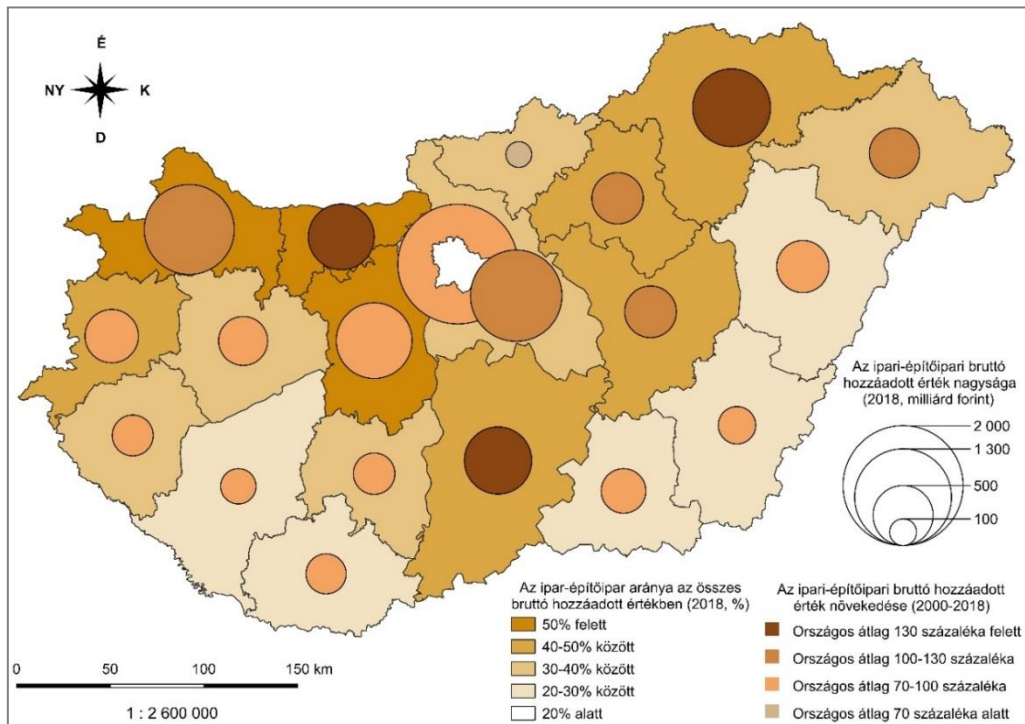 É
NY K
D
Az ipari-építőipari bruttó
hozzáadott érték nagysága
(2018, milliárd forint)
2 000
1 300
500
100
Az ipar-építőipar aránya az összes
bruttó hozzáadott értékben (2018, %)
50% felett
40-50% között
30-40% között
20-30% között
20% alatt
Az ipari-építőipari bruttó hozzáadott
érték növekedése (2000-2018)
Országos átlag 130 százaléka felett
Országos átlag 100-130 százaléka
Országos átlag 70-100 százaléka
Országos átlag 70 százaléka alatt
0 50 100 150 km
1 : 2 600 000